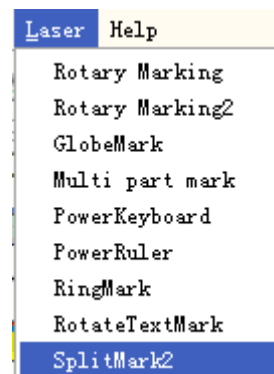 Laser Help
Rotary Marking
Rotary Marking2
GlobeMark
Multi part mark
PowerKeyboard
PowerRuler
RingMark
RotateTextMark
SplitMark2